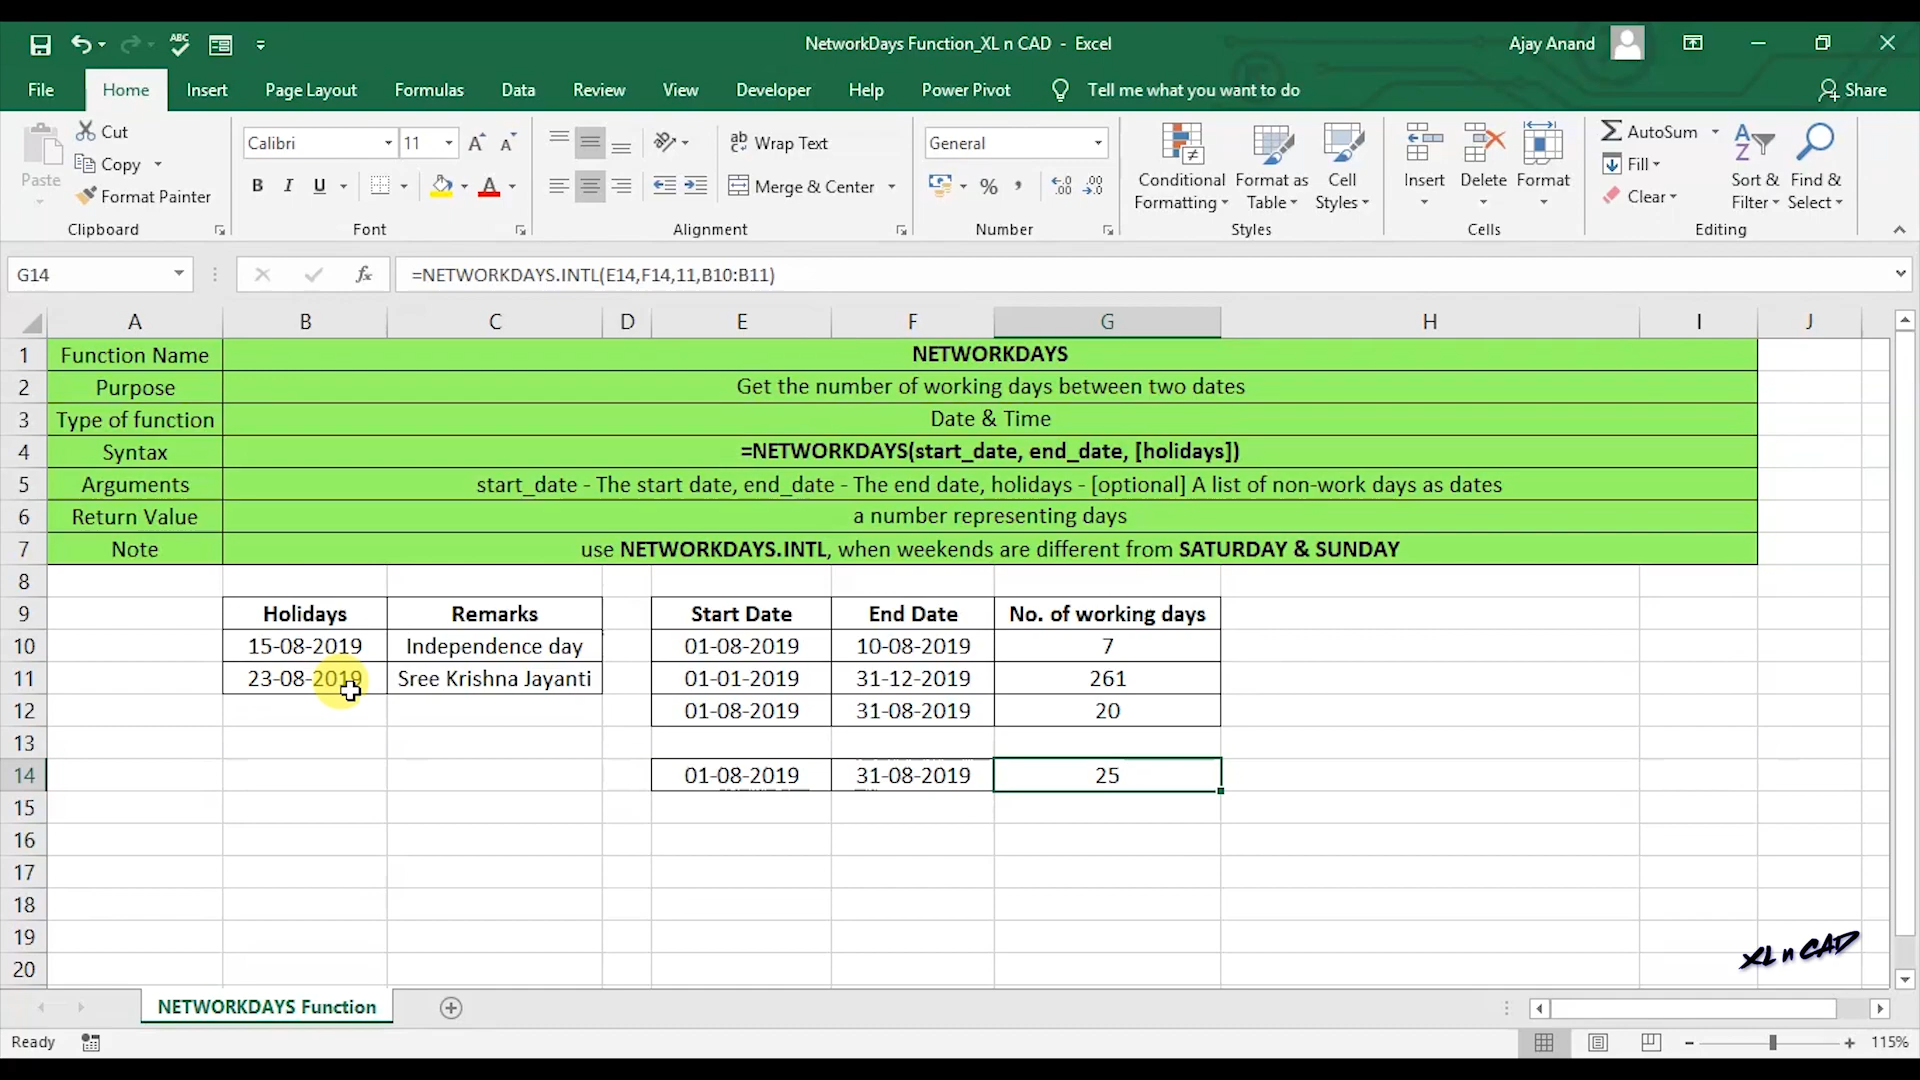 NetworkDays Function_XL n CAD - Excel
Ajay Anand
File Home Insert Page Layout Formulas Data Review View Developer Help Power Pivot Tell me what you want to do Share
Paste
Cut
Copy
Format Painter
Clipboard
Calibri 11
B I U
Font
Wrap Text
Merge & Center
Alignment
General
Number
Conditional Formatting
Format as Table
Cell Styles
Styles
Insert Delete Format
Cells
AutoSum
Fill
Clear
Sort & Filter
Find & Select
Editing
G14 fx =NETWORKDAYS.INTL(E14,F14,11,B10:B11)
A B C D E F G H I J
1 Function Name NETWORKDAYS
2 Purpose Get the number of working days between two dates
3 Type of function Date & Time
4 Syntax =NETWORKDAYS(start_date, end_date, [holidays])
5 Arguments start_date - The start date, end_date - The end date, holidays - [optional] A list of non-work days as dates
6 Return Value a number representing days
7 Note use NETWORKDAYS.INTL, when weekends are different from SATURDAY & SUNDAY
8
9 Holidays Remarks Start Date End Date No. of working days
10 15-08-2019 Independence day 01-08-2019 10-08-2019 7
11 23-08-2019 Sree Krishna Jayanti 01-01-2019 31-12-2019 261
12 01-08-2019 31-08-2019 20
13
14 01-08-2019 31-08-2019 25
15
16
17
18
19
20
XL n CAD
NETWORKDAYS Function
Ready 115%